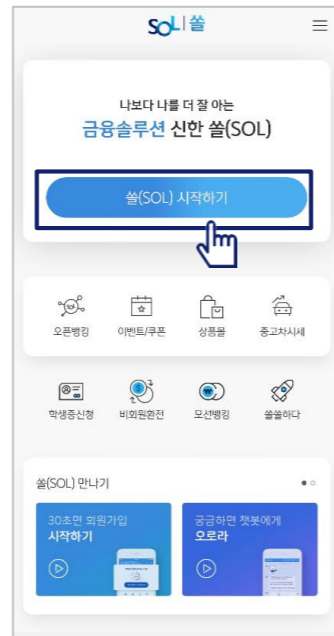 SOL | 쏠
나보다 나를 더 잘 아는
금융솔루션 신한 쏠(SOL)
쏠(SOL) 시작하기
오픈뱅킹 이벤트/쿠폰 상품몰 중고차시세
학생증신청 비회원환전 모션뱅킹 쏠쏠하다
쏠(SOL) 만나기
30초면 회원가입
시작하기
궁금하면 챗봇에게
오로라